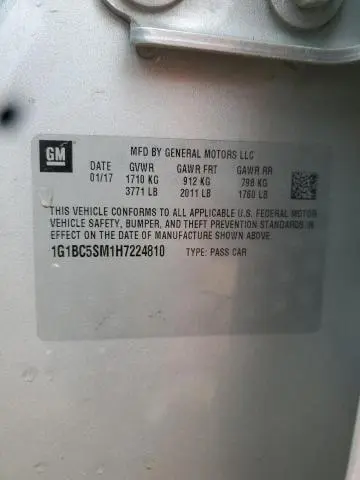 GM
MFD BY GENERAL MOTORS LLC
DATE GVWR GAWR FRT GAWR RR
01/17 1710 KG 912 KG 798 KG
3771 LB 2011 LB 1760 LB
THIS VEHICLE CONFORMS TO ALL APPLICABLE U.S. FEDERAL MOTOR
VEHICLE SAFETY, BUMPER, AND THEFT PREVENTION STANDARDS IN
EFFECT ON THE DATE OF MANUFACTURE SHOWN ABOVE.
1G1BC5SM1H7224810 TYPE: PASS CAR